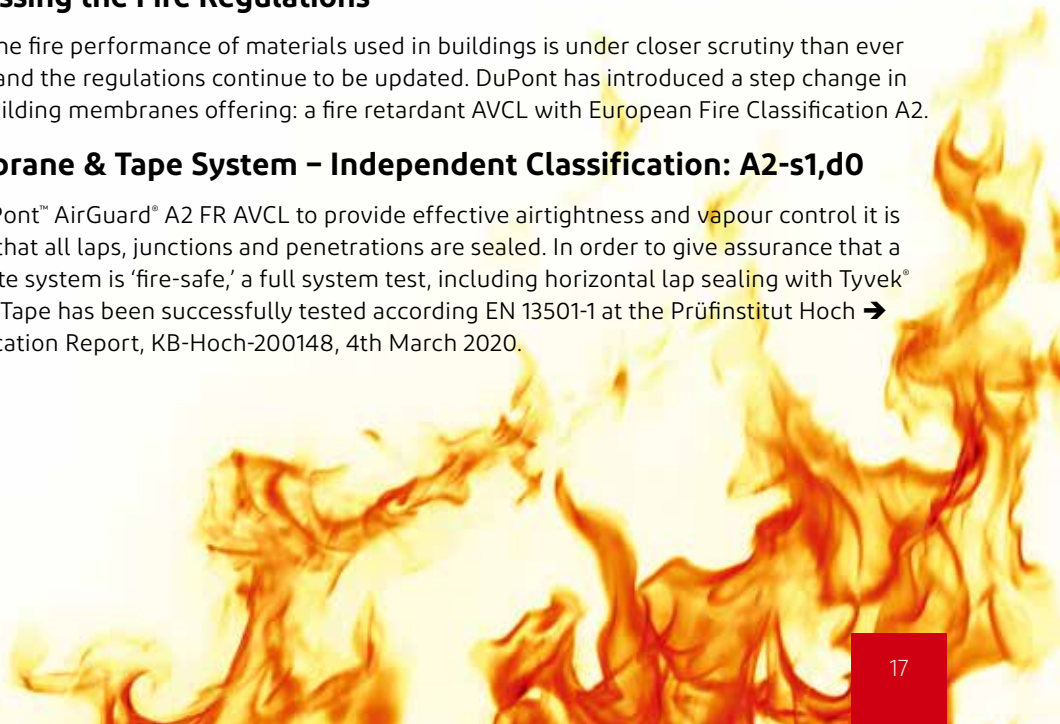 ssing the Fire Regulations
he fire performance of materials used in buildings is under closer scrutiny than ever
and the regulations continue to be updated. DuPont has introduced a step change in
ilding membranes offering: a fire retardant AVCL with European Fire Classification A2.
brane & Tape System – Independent Classification: A2-s1,d0
Pont™ AirGuard® A2 FR AVCL to provide effective airtightness and vapour control it is
that all laps, junctions and penetrations are sealed. In order to give assurance that a
te system is ‘fire-safe,’ a full system test, including horizontal lap sealing with Tyvek®
Tape has been successfully tested according EN 13501-1 at the Prüfinstitut Hoch ➔
cation Report, KB-Hoch-200148, 4th March 2020.
17